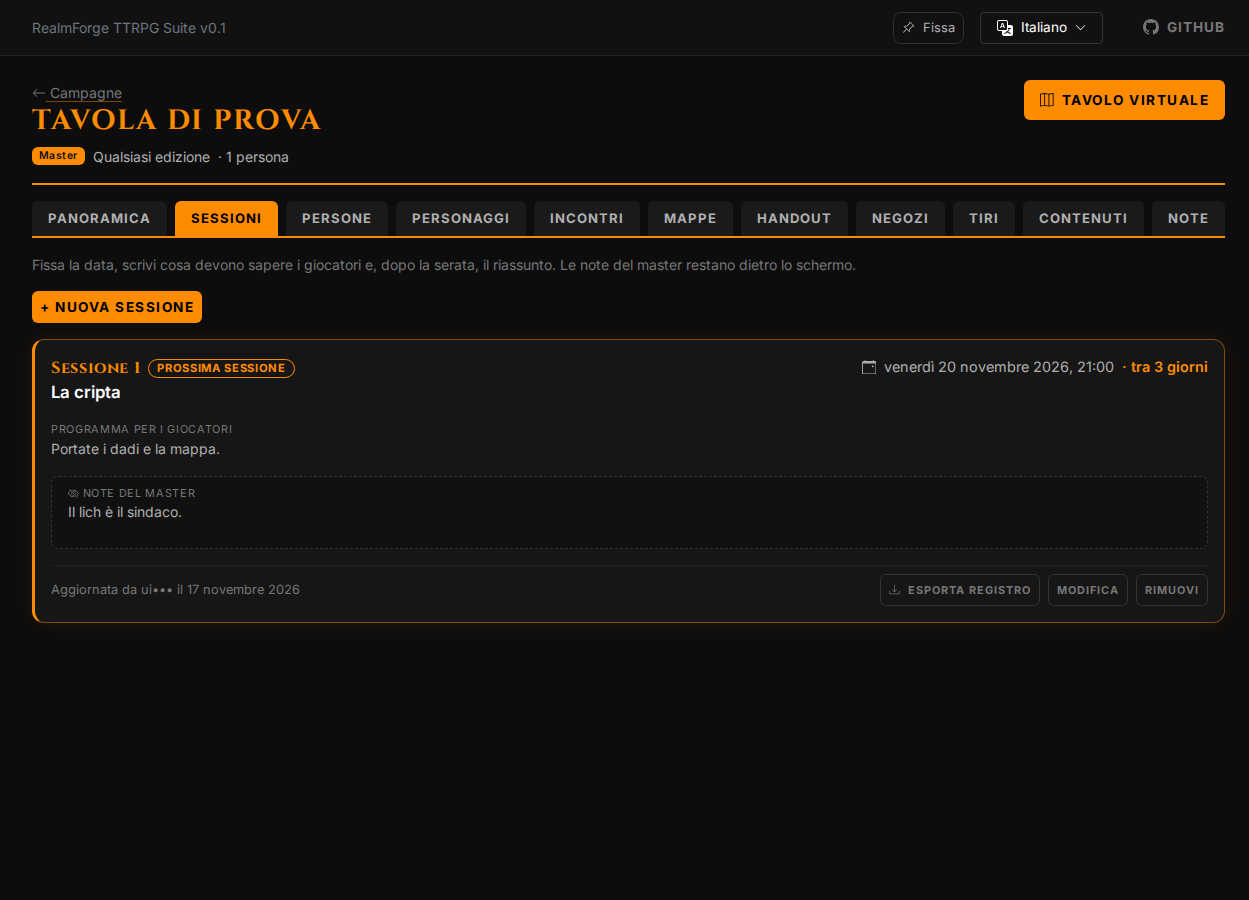 RealmForge TTRPG Suite v0.1
Fissa
Italiano
GITHUB
← Campagne
TAVOLA DI PROVA
TAVOLO VIRTUALE
Master Qualsiasi edizione · 1 persona
PANORAMICA SESSIONI PERSONE PERSONAGGI INCONTRI MAPPE HANDOUT NEGOZI TIRI CONTENUTI NOTE
Fissa la data, scrivi cosa devono sapere i giocatori e, dopo la serata, il riassunto. Le note del master restano dietro lo schermo.
+ NUOVA SESSIONE
SESSIONE 1 PROSSIMA SESSIONE
venerdì 20 novembre 2026, 21:00 · tra 3 giorni
La cripta
PROGRAMMA PER I GIOCATORI
Portate i dadi e la mappa.
NOTE DEL MASTER
Il lich è il sindaco.
Aggiornata da ui••• il 17 novembre 2026
ESPORTA REGISTRO
MODIFICA
RIMUOVI